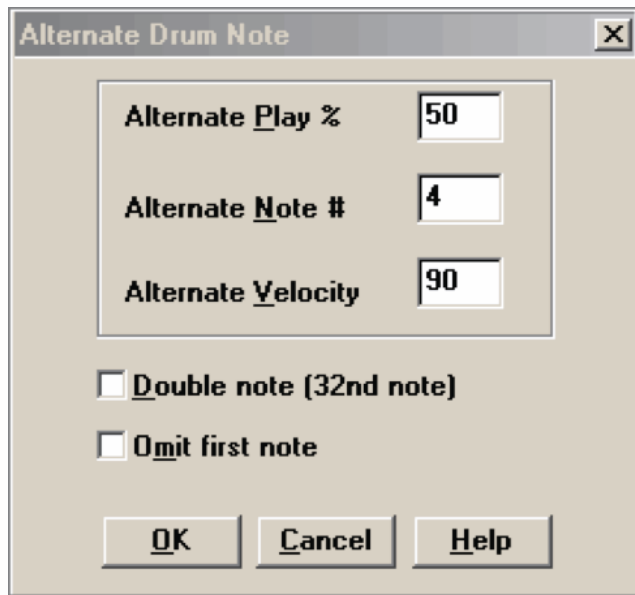 Alternate Drum Note
Alternate Play % 50
Alternate Note # 4
Alternate Velocity 90
Double note (32nd note)
Omit first note
OK Cancel Help